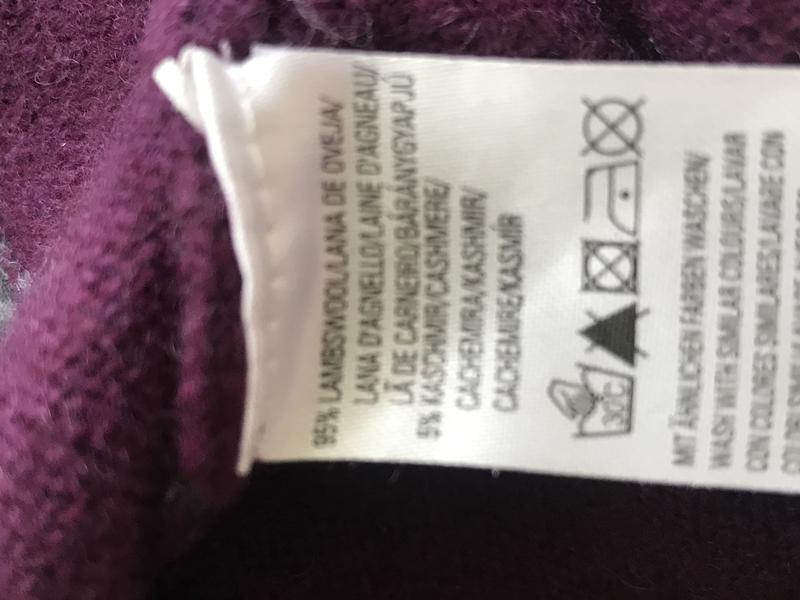 95% LAMBSWOOL/LANA DE OVEJA/
LANA D'AGNELLO/LAINE D'AGNEAU/
LÃ DE CARNEIRO/BÁRÁNYGYAPJÚ
5% KASCHMIR/CASHMERE/
CACHEMIRA/KASHMIR/
CACHEMIRE/KASMÍR
30°C
MIT ÄHNLICHEN FARBEN WASCHEN/
WASH WITH SIMILAR COLOURS/LAVAR
CON COLORES SIMILARES/LAVARE CON